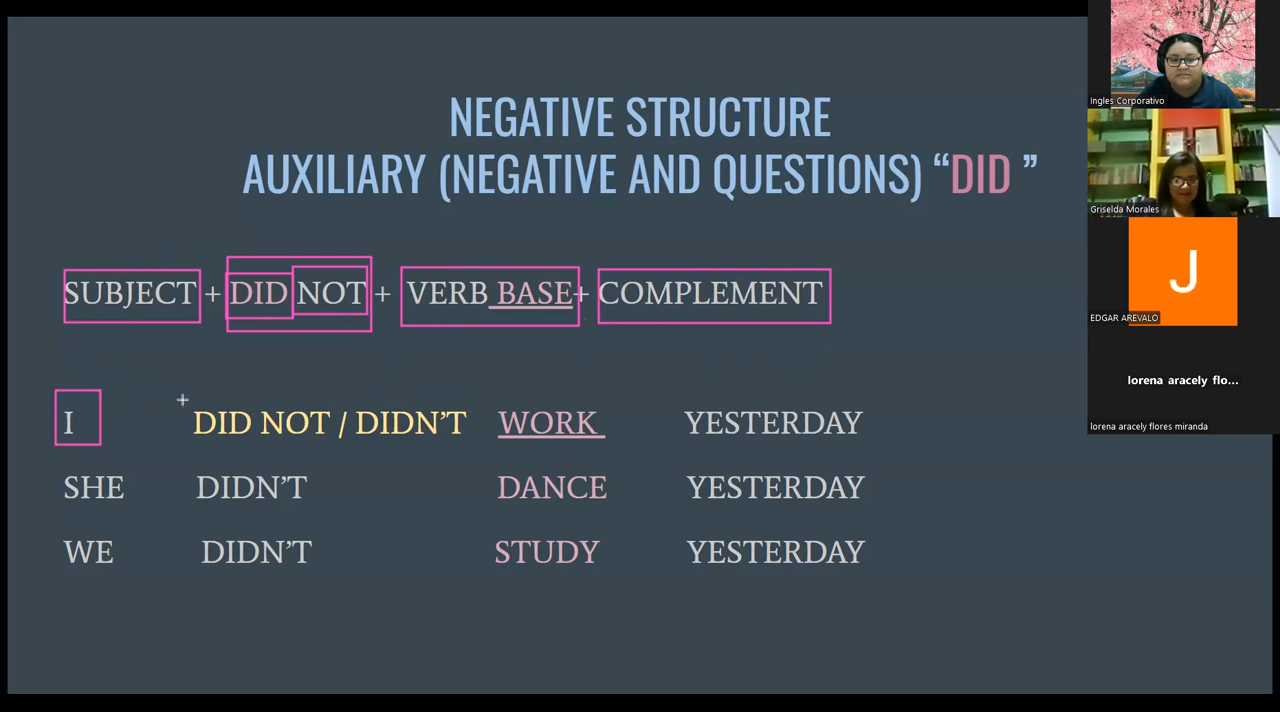 NEGATIVE STRUCTURE
AUXILIARY (NEGATIVE AND QUESTIONS) “DID ”
SUBJECT + DID NOT + VERB BASE+ COMPLEMENT
I DID NOT / DIDN’T WORK YESTERDAY
SHE DIDN’T DANCE YESTERDAY
WE DIDN’T STUDY YESTERDAY
Ingles Corporativo
Griselda Morales
J
EDGAR AREVALO
lorena aracely flo...
lorena aracely flores miranda